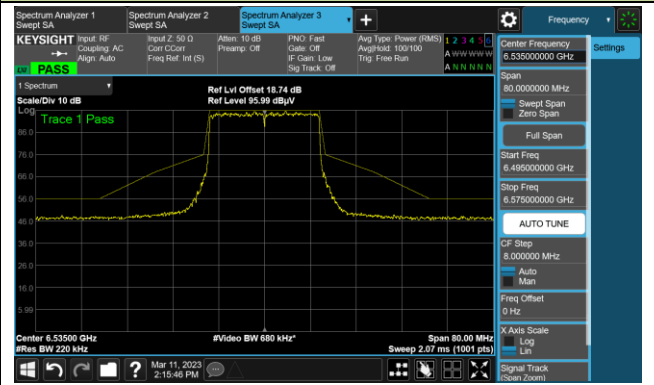 Spectrum Analyzer 1
Swept SA
Spectrum Analyzer 2
Swept SA
Spectrum Analyzer 3
Swept SA
Frequency
KEYSIGHT
Input: RF
Coupling: AC
Align: Auto
Input Z: 50 Ω
Corr CCorr
Freq Ref: Int (S)
Atten: 10 dB
Preamp: Off
PNO: Fast
Gate: Off
IF Gain: Low
Sig Track: Off
Avg Type: Power (RMS)
Avg|Hold: 100/100
Trig: Free Run
1 2 3 4 5 6
A W W W W W
A N N N N N
LNI PASS
1 Spectrum
Scale/Div 10 dB
Ref Lvl Offset 18.74 dB
Ref Level 95.99 dBµV
Log
Trace 1 Pass
86.0
76.0
66.0
56.0
46.0
36.0
26.0
16.0
5.99
Center 6.53500 GHz
#Res BW 220 kHz
#Video BW 680 kHz*
Span 80.00 MHz
Sweep 2.07 ms (1001 pts)
Mar 11, 2023
2:15:46 PM
Settings
Center Frequency
6.535000000 GHz
Span
80.0000000 MHz
Swept Span
Zero Span
Full Span
Start Freq
6.495000000 GHz
Stop Freq
6.575000000 GHz
AUTO TUNE
CF Step
8.000000 MHz
Auto
Man
Freq Offset
0 Hz
X Axis Scale
Log
Lin
Signal Track
(Span Zoom)